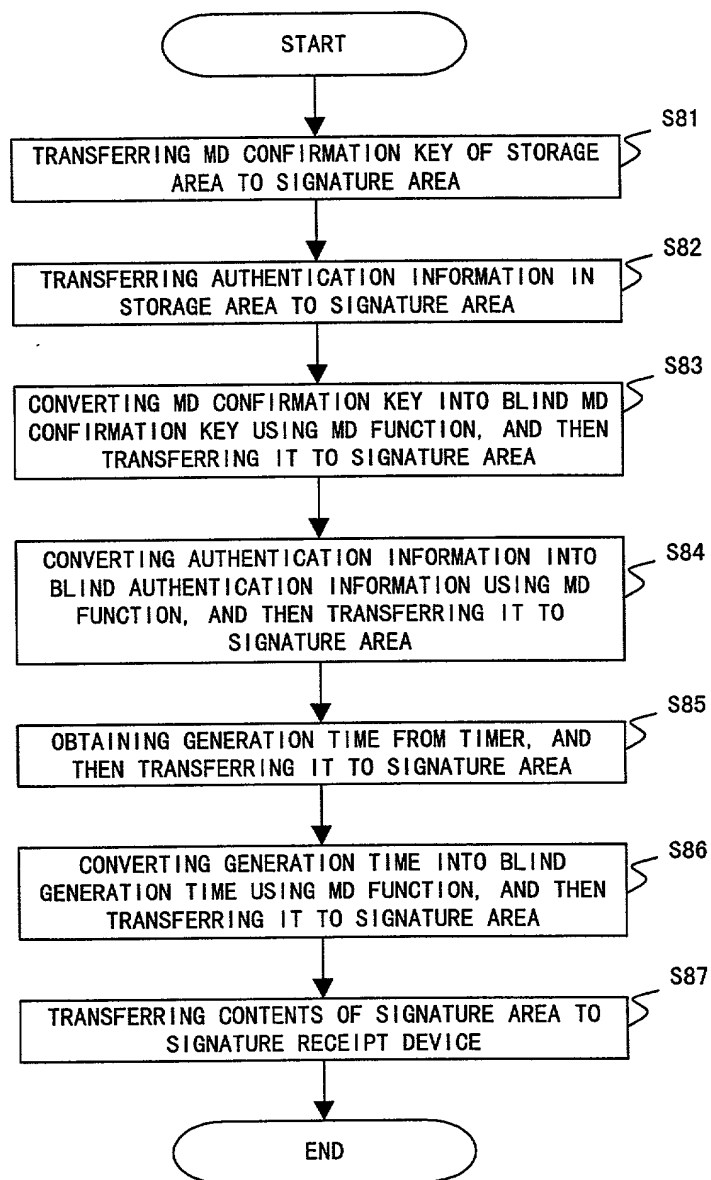 START
S81
TRANSFERRING MD CONFIRMATION KEY OF STORAGE
AREA TO SIGNATURE AREA
S82
TRANSFERRING AUTHENTICATION INFORMATION IN
STORAGE AREA TO SIGNATURE AREA
S83
CONVERTING MD CONFIRMATION KEY INTO BLIND MD
CONFIRMATION KEY USING MD FUNCTION, AND THEN
TRANSFERRING IT TO SIGNATURE AREA
S84
CONVERTING AUTHENTICATION INFORMATION INTO
BLIND AUTHENTICATION INFORMATION USING MD
FUNCTION, AND THEN TRANSFERRING IT TO
SIGNATURE AREA
S85
OBTAINING GENERATION TIME FROM TIMER, AND
THEN TRANSFERRING IT TO SIGNATURE AREA
S86
CONVERTING GENERATION TIME INTO BLIND
GENERATION TIME USING MD FUNCTION, AND THEN
TRANSFERRING IT TO SIGNATURE AREA
S87
TRANSFERRING CONTENTS OF SIGNATURE AREA TO
SIGNATURE RECEIPT DEVICE
END